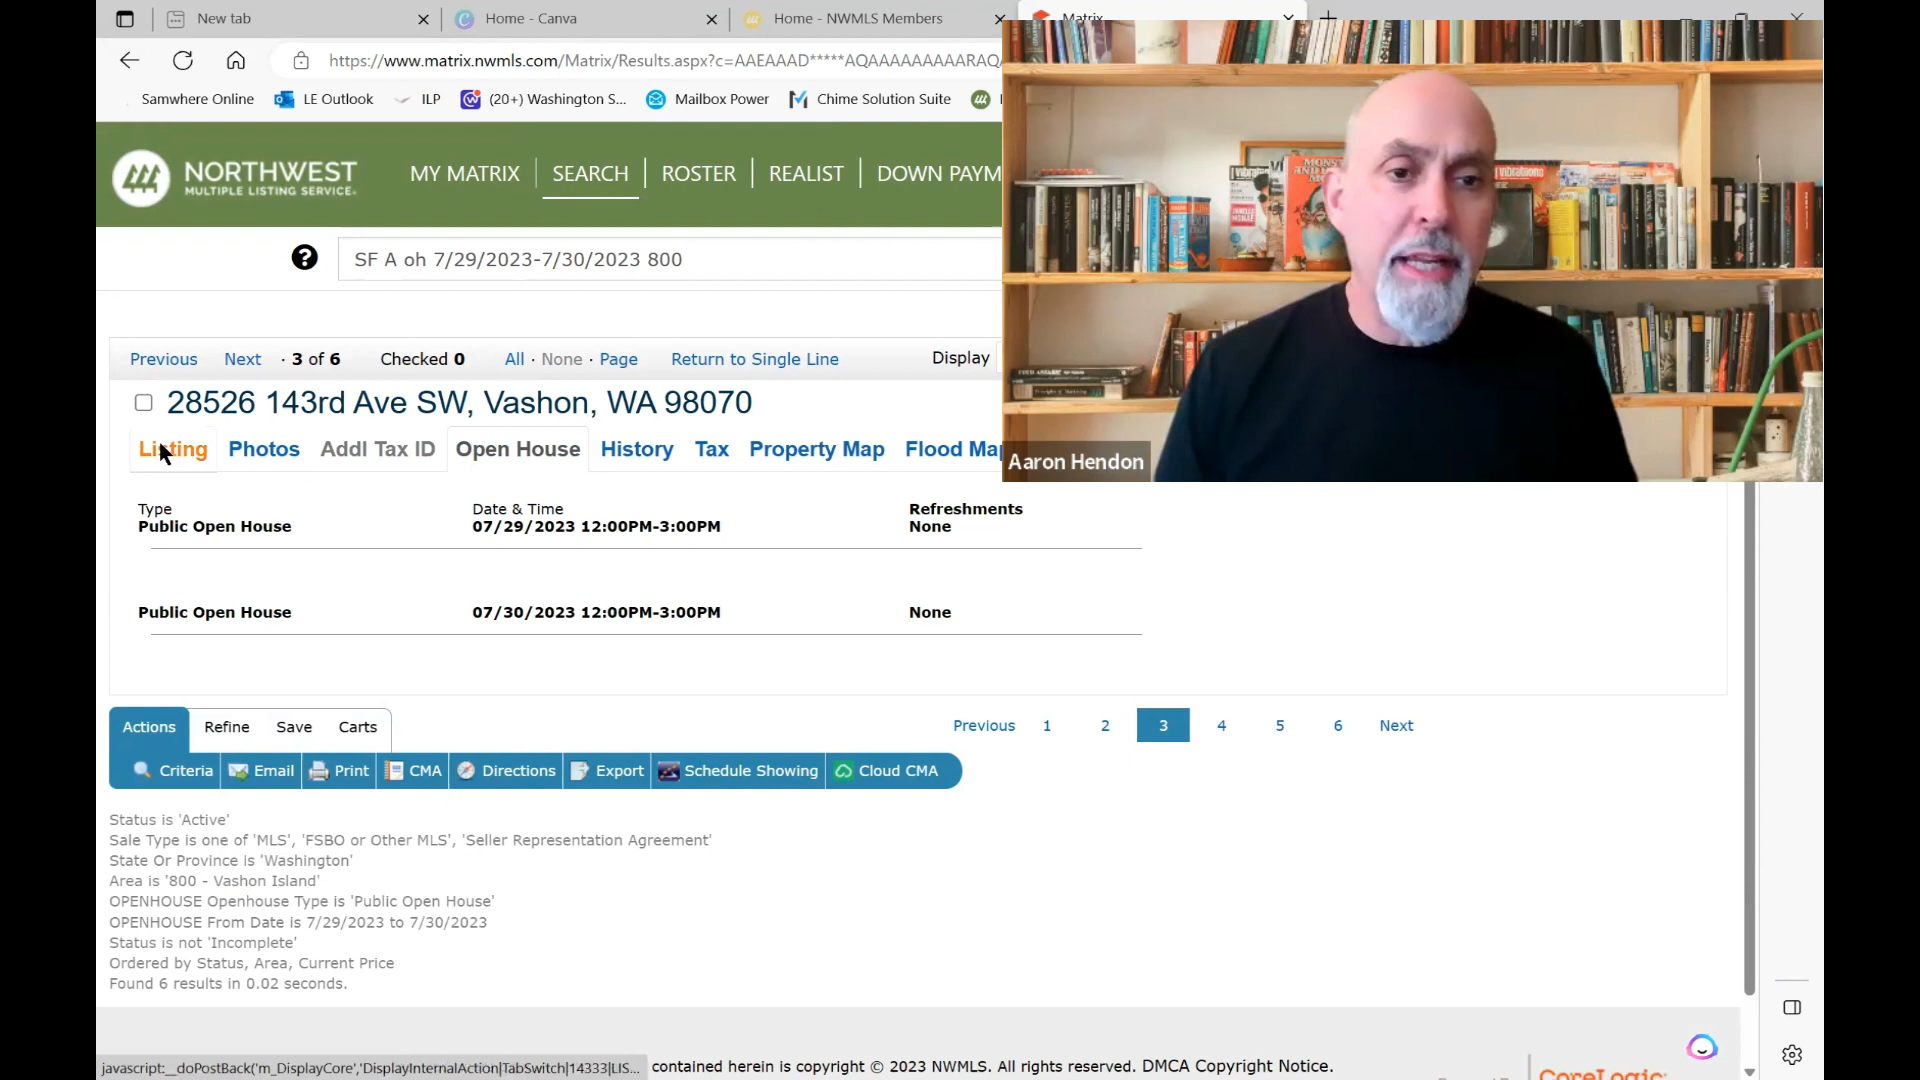 New tab
Home - Canva
Home - NWMLS Members
Matrix
https://www.matrix.nwmls.com/Matrix/Results.aspx?c=AAEAAAD*****AQAAAAAAAAARAQ
Samwhere Online
LE Outlook
ILP
(20+) Washington S...
Mailbox Power
Chime Solution Suite
NORTHWEST
MULTIPLE LISTING SERVICE
MY MATRIX
SEARCH
ROSTER
REALIST
DOWN PAYM
SF A oh 7/29/2023-7/30/2023 800
Previous Next · 3 of 6 Checked 0 All · None · Page Return to Single Line Display
28526 143rd Ave SW, Vashon, WA 98070
Listing Photos Addl Tax ID Open House History Tax Property Map Flood Map
Aaron Hendon
Type Date & Time Refreshments
Public Open House 07/29/2023 12:00PM-3:00PM None
Public Open House 07/30/2023 12:00PM-3:00PM None
Actions Refine Save Carts
Previous 1 2 3 4 5 6 Next
Criteria Email Print CMA Directions Export Schedule Showing Cloud CMA
Status is 'Active'
Sale Type is one of 'MLS', 'FSBO or Other MLS', 'Seller Representation Agreement'
State Or Province is 'Washington'
Area is '800 - Vashon Island'
OPENHOUSE Openhouse Type is 'Public Open House'
OPENHOUSE From Date is 7/29/2023 to 7/30/2023
Status is not 'Incomplete'
Ordered by Status, Area, Current Price
Found 6 results in 0.02 seconds.
javascript:__doPostBack('m_DisplayCore','DisplayInternalAction|TabSwitch|14333|LIS...
contained herein is copyright © 2023 NWMLS. All rights reserved. DMCA Copyright Notice.
CoreLogic